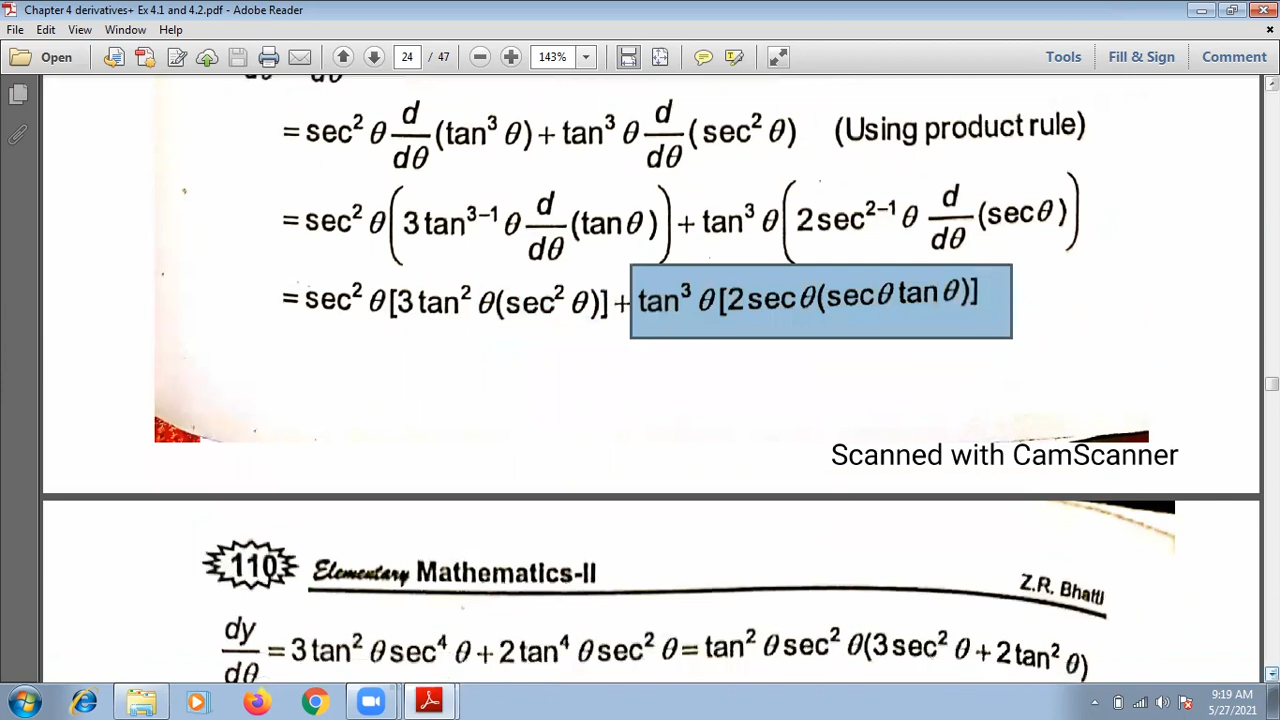 Chapter 4 derivatives+ Ex 4.1 and 4.2.pdf - Adobe Reader
File Edit View Window Help
Open 24 / 47 143% Tools Fill & Sign Comment
= sec² θ d/dθ (tan³ θ) + tan³ θ d/dθ (sec² θ) (Using product rule)
= sec² θ(3 tan³⁻¹ θ d/dθ (tan θ)) + tan³ θ(2 sec²⁻¹ θ d/dθ (sec θ))
= sec² θ[3 tan² θ(sec² θ)] + tan³ θ[2 sec θ(sec θ tan θ)]
Scanned with CamScanner
110 Elementary Mathematics-II Z.R. Bhatti
dy/dθ = 3 tan² θ sec⁴ θ + 2 tan⁴ θ sec² θ = tan² θ sec² θ(3 sec² θ + 2 tan² θ)
9:19 AM
5/27/2021